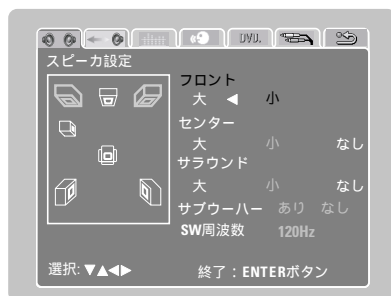 DVD.
スピーカ設定
フロント
大 ◀ 小
センター
大 小 なし
サラウンド
大 小 なし
サブウーハー あり なし
SW周波数 120Hz
選択: ▼▲◀▶ 終了：ENTERボタン